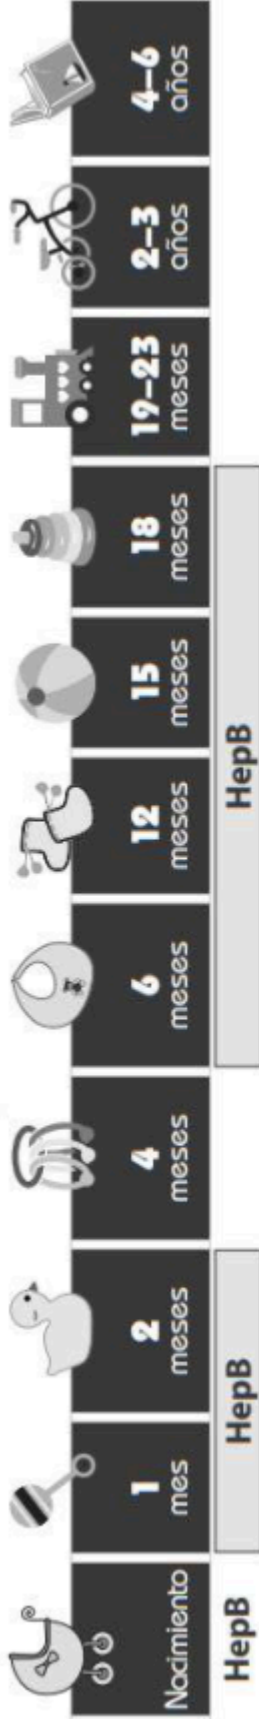 Nacimiento
1
mes
2
meses
4
meses
6
meses
12
meses
15
meses
18
meses
19–23
meses
2–3
años
4–6
años
HepB
HepB
HepB